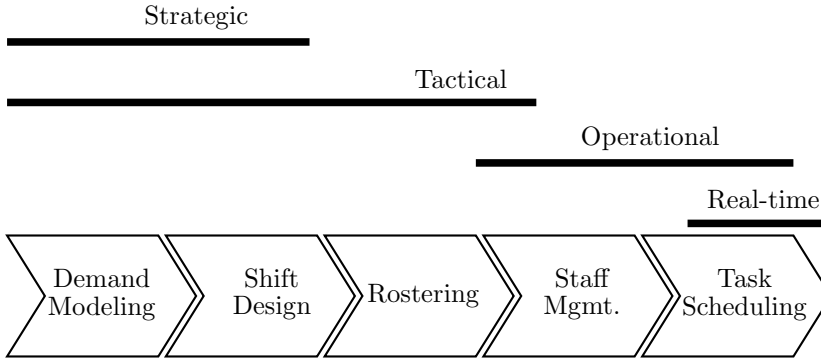 Strategic
Tactical
Operational
Real-time
Demand
Modeling
Shift
Design
Rostering
Staff
Mgmt.
Task
Scheduling